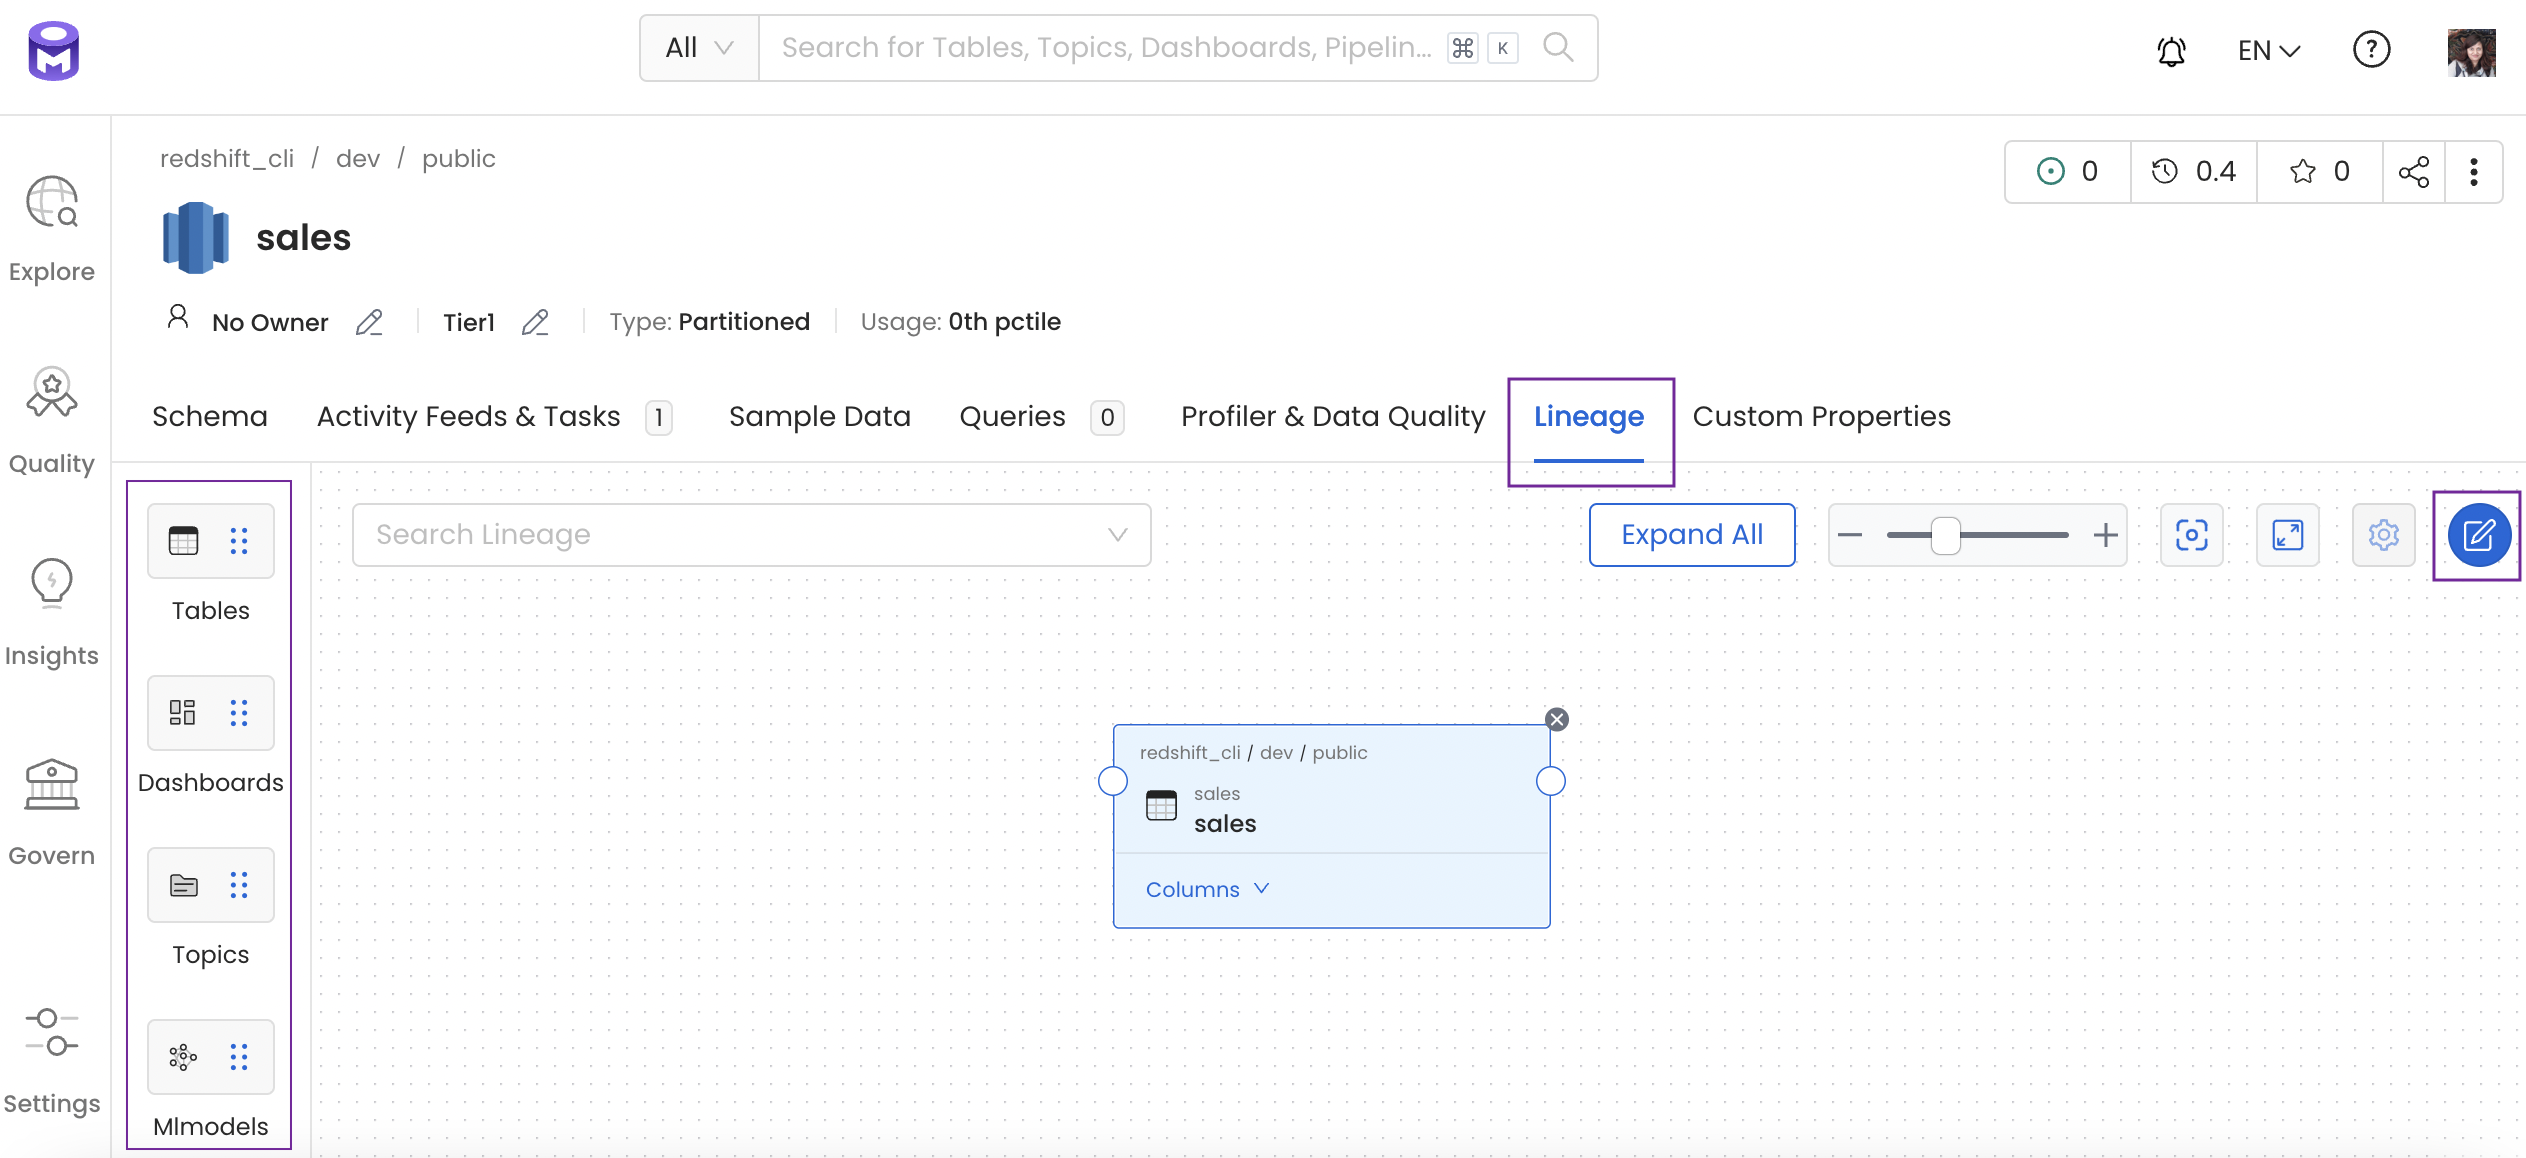 All
Search for Tables, Topics, Dashboards, Pipelin...
⌘ K
EN
?
redshift_cli / dev / public
0
0.4
0
sales
No Owner
Tier1
Type: Partitioned
Usage: 0th pctile
Schema
Activity Feeds & Tasks 1
Sample Data
Queries 0
Profiler & Data Quality
Lineage
Custom Properties
Explore
Quality
Insights
Govern
Settings
Tables
Dashboards
Topics
Mlmodels
Search Lineage
Expand All
redshift_cli / dev / public
sales
sales
Columns